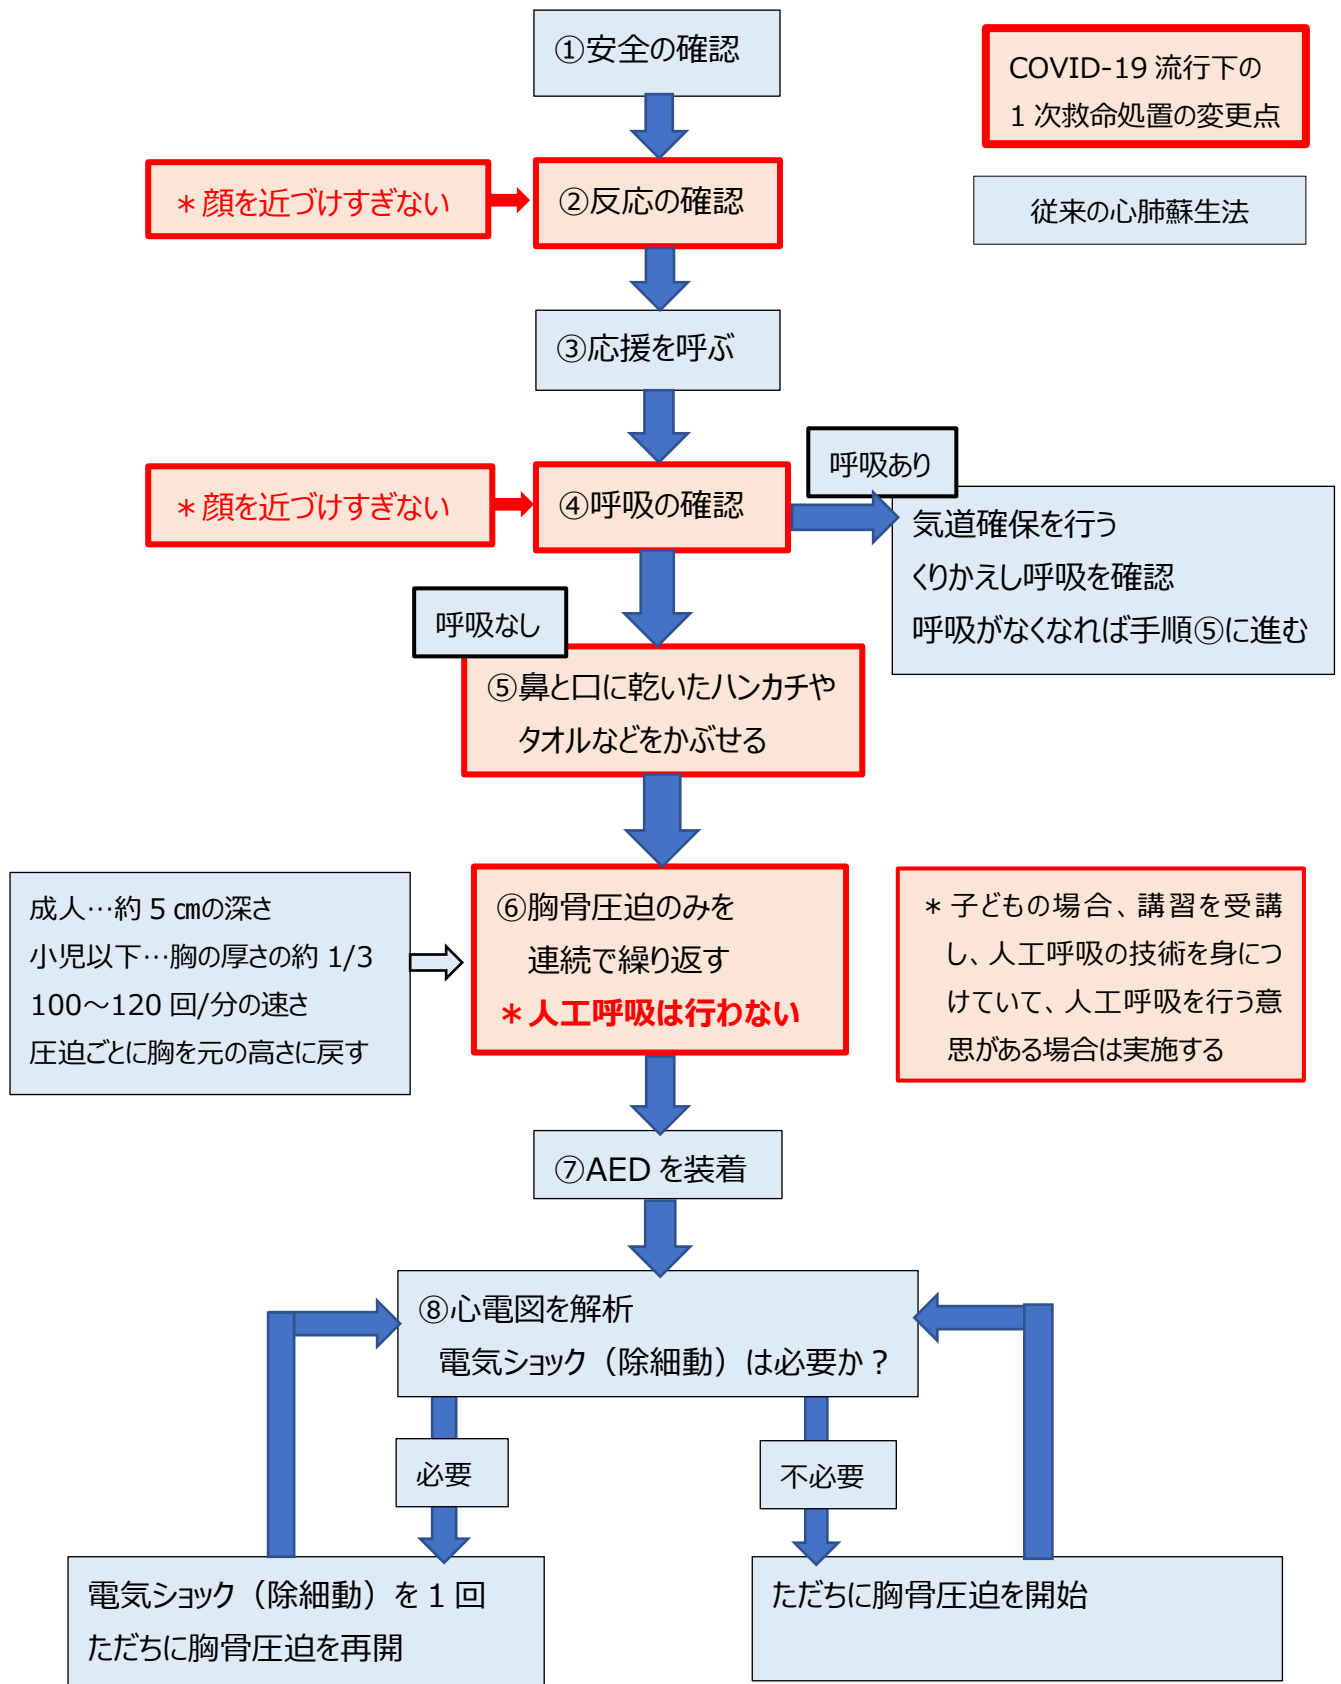 ①安全の確認
COVID-19 流行下の
1 次救命処置の変更点
＊顔を近づけすぎない
②反応の確認
従来の心肺蘇生法
③応援を呼ぶ
呼吸あり
＊顔を近づけすぎない
④呼吸の確認
気道確保を行う
くりかえし呼吸を確認
呼吸がなくなれば手順⑤に進む
呼吸なし
⑤鼻と口に乾いたハンカチや
タオルなどをかぶせる
成人…約 5 ㎝の深さ
小児以下…胸の厚さの約 1/3
100～120 回/分の速さ
圧迫ごとに胸を元の高さに戻す
⑥胸骨圧迫のみを
連続で繰り返す
＊人工呼吸は行わない
＊子どもの場合、講習を受講
し、人工呼吸の技術を身につ
けていて、人工呼吸を行う意
思がある場合は実施する
⑦AED を装着
⑧心電図を解析
電気ショック（除細動）は必要か？
必要
不必要
電気ショック（除細動）を 1 回
ただちに胸骨圧迫を再開
ただちに胸骨圧迫を開始